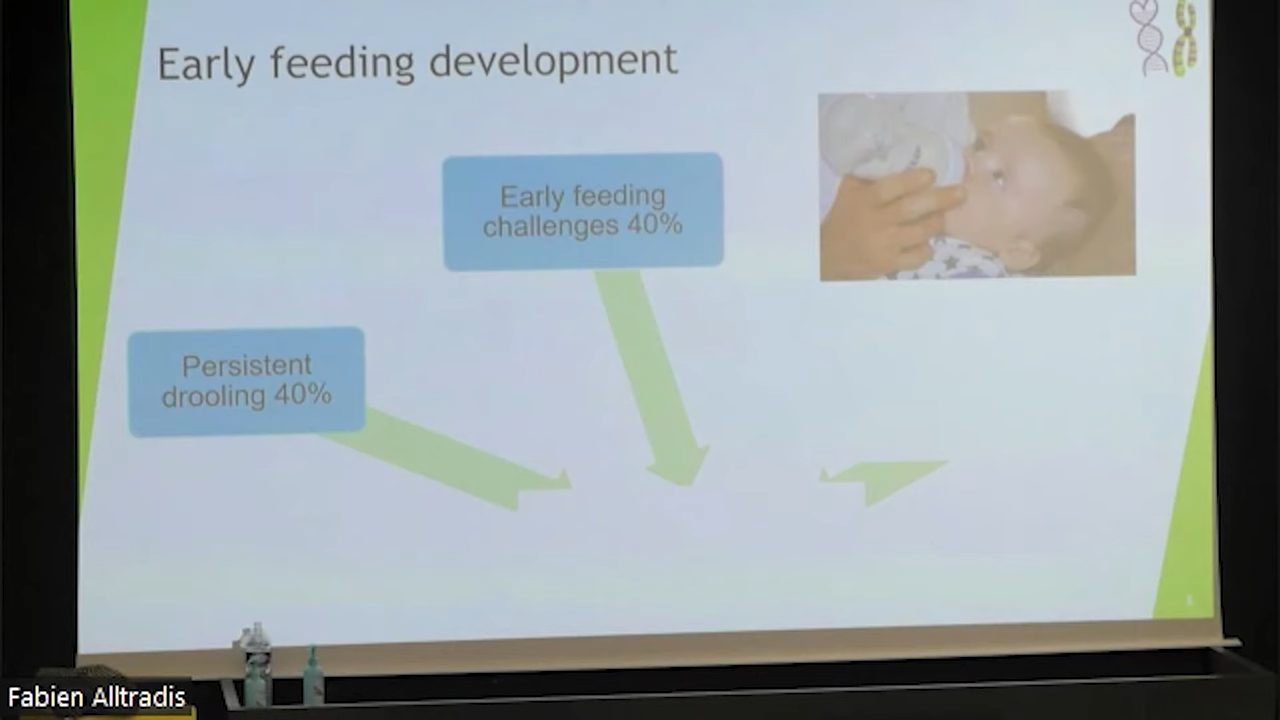 Early feeding development
Early feeding
challenges 40%
Persistent
drooling 40%
Fabien Alltradis